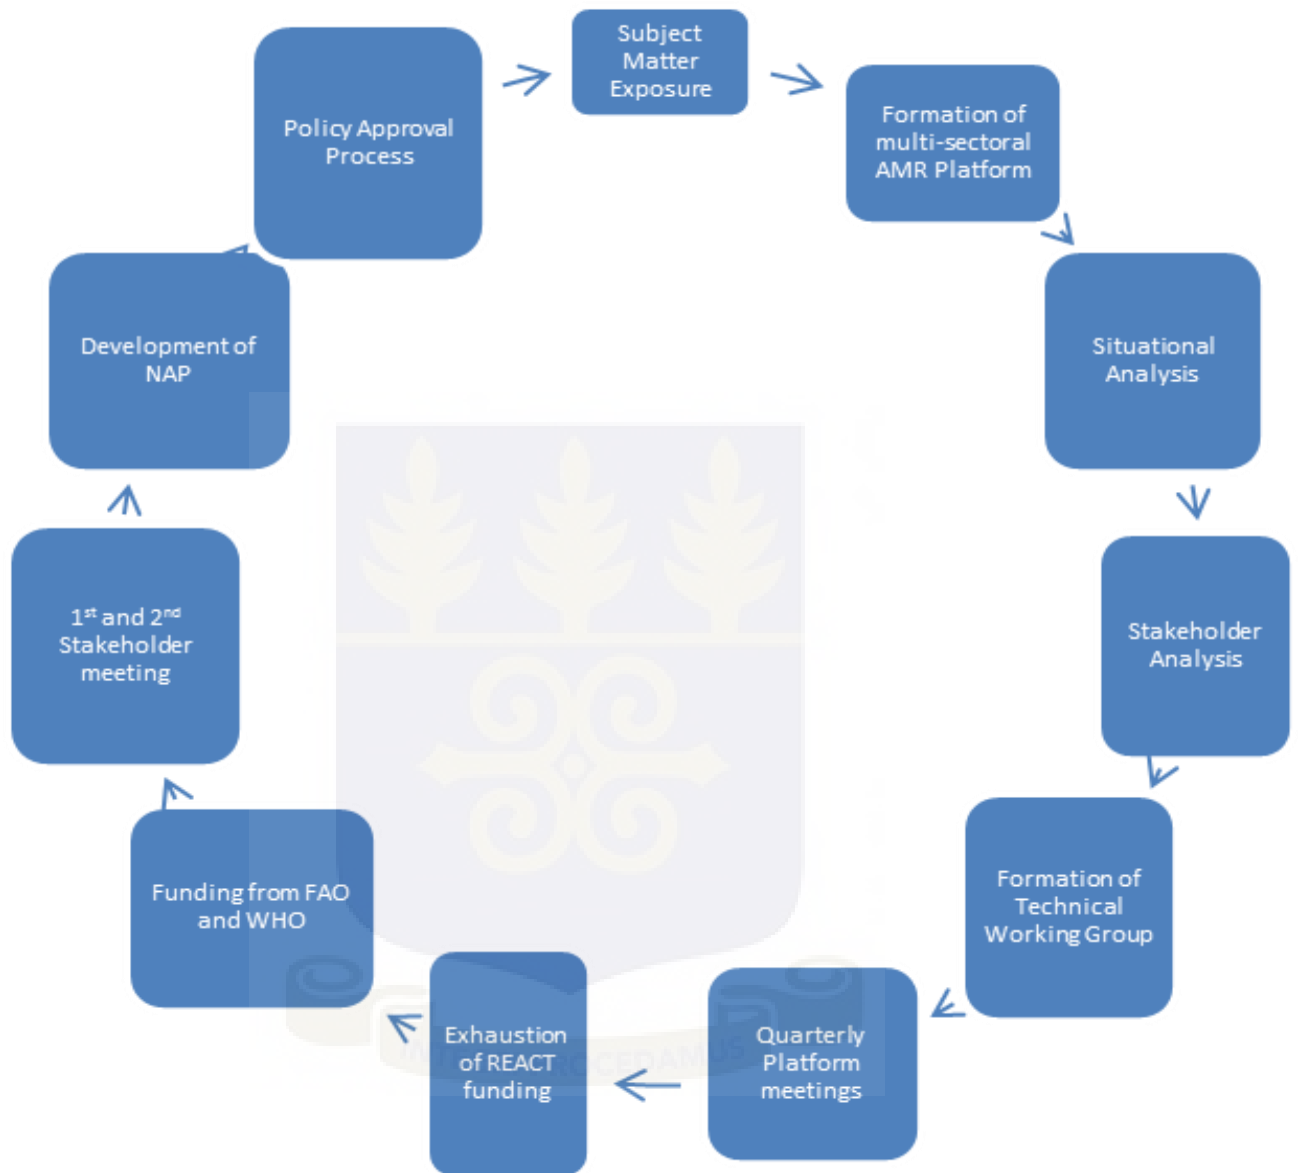 Subject
Matter
Exposure
Formation of
multi-sectoral
AMR Platform
Situational
Analysis
Stakeholder
Analysis
Formation of
Technical
Working Group
Quarterly
Platform
meetings
Exhaustion
of REACT
funding
Funding from FAO
and WHO
1st and 2nd
Stakeholder
meeting
Development of
NAP
Policy Approval
Process
PROCEDAMUS